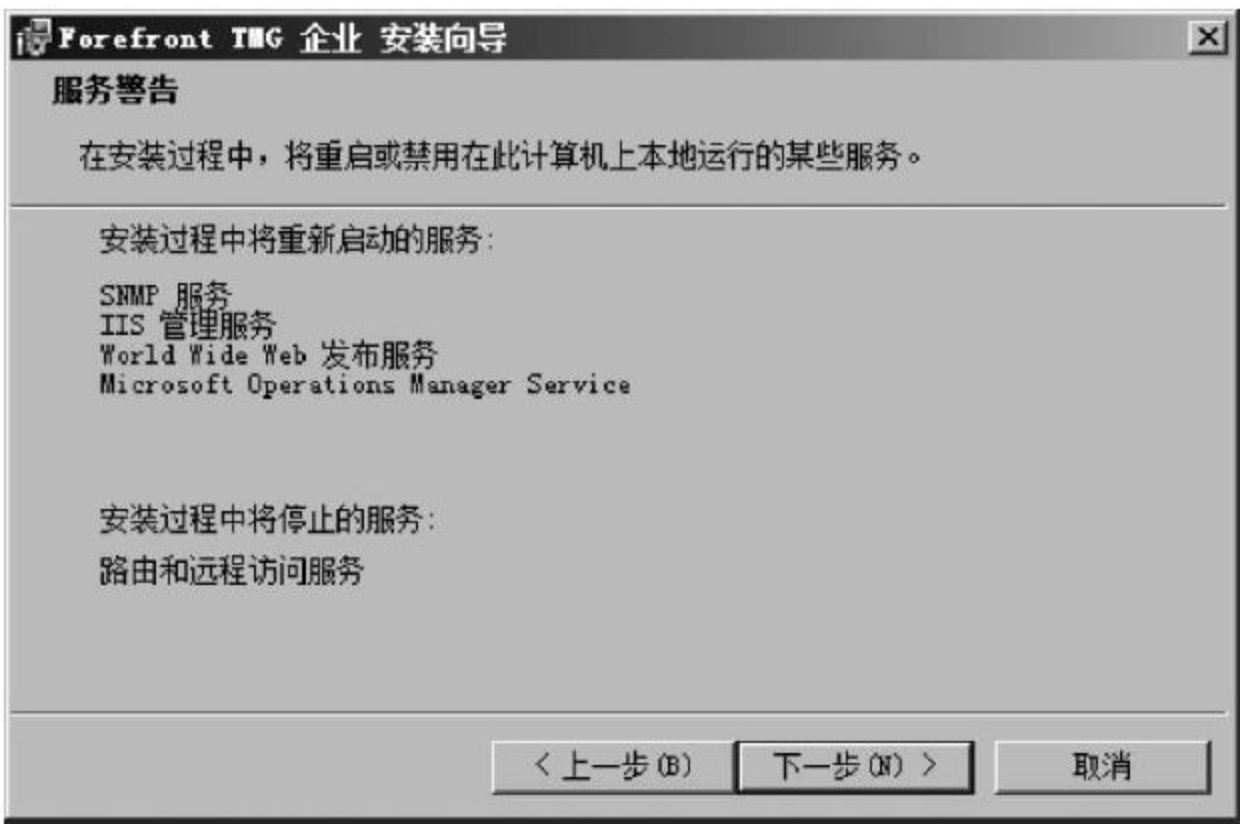 Forefront TMG 企业 安装向导
服务警告
在安装过程中，将重启或禁用在此计算机上本地运行的某些服务。
安装过程中将重新启动的服务:
SNMP 服务
IIS 管理服务
World Wide Web 发布服务
Microsoft Operations Manager Service
安装过程中将停止的服务:
路由和远程访问服务
< 上一步(B) 下一步(N) > 取消